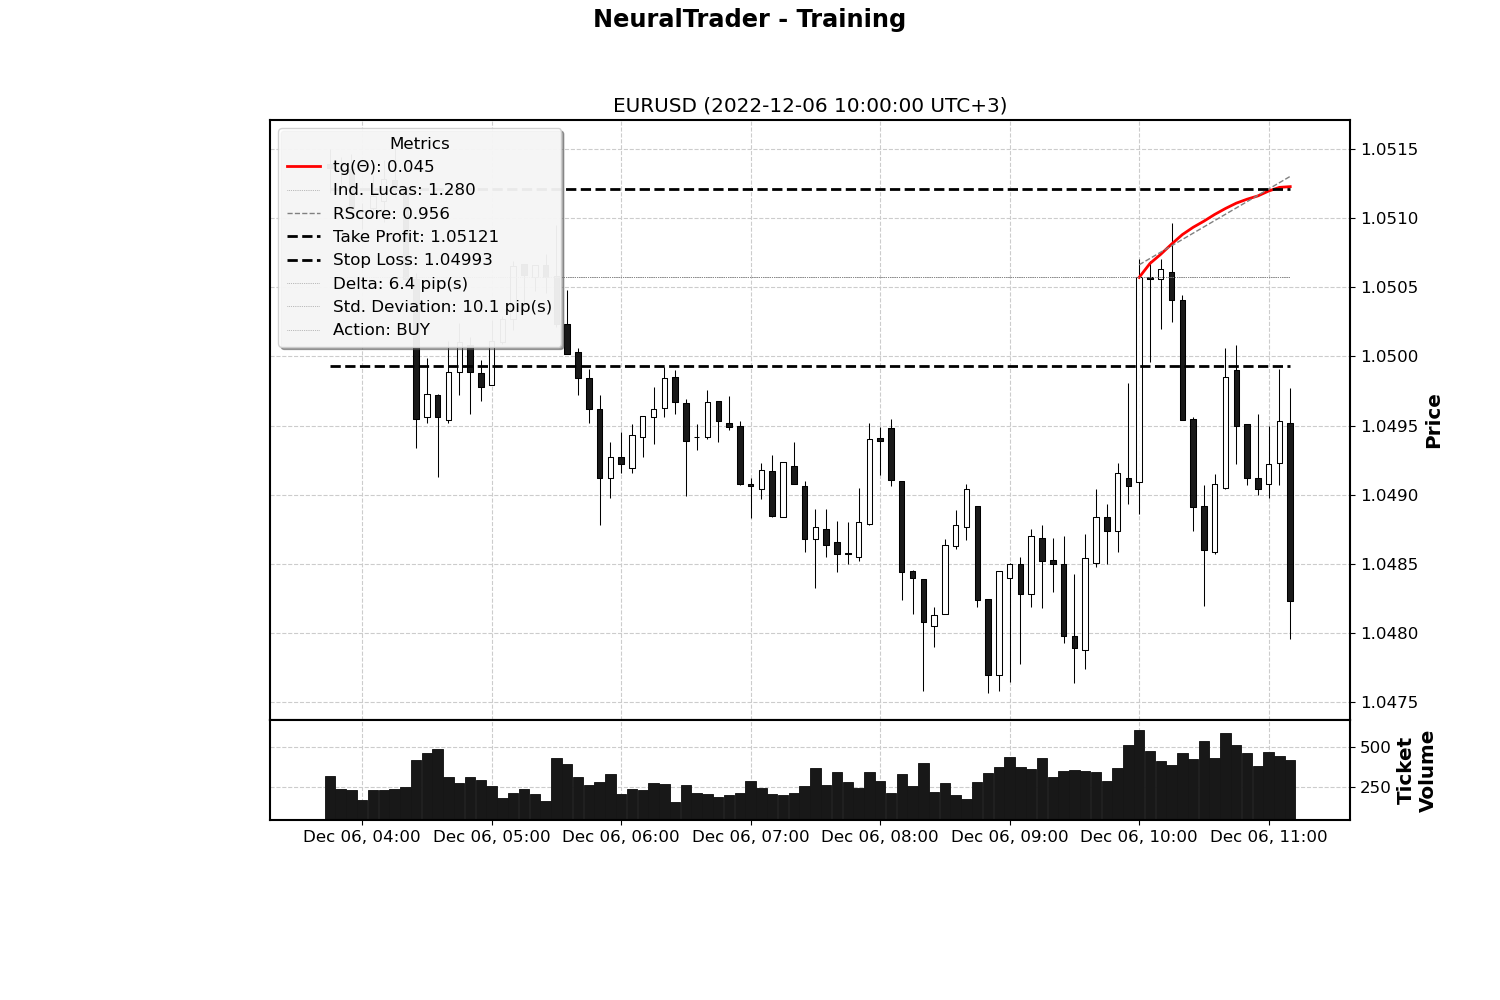 NeuralTrader - Training
EURUSD (2022-12-06 10:00:00 UTC+3)
Metrics
tg(Θ): 0.045
Ind. Lucas: 1.280
RScore: 0.956
Take Profit: 1.05121
Stop Loss: 1.04993
Delta: 6.4 pip(s)
Std. Deviation: 10.1 pip(s)
Action: BUY
1.0515
1.0510
1.0505
1.0500
1.0495
1.0490
1.0485
1.0480
1.0475
Price
500
250
Ticket
Volume
Dec 06, 04:00
Dec 06, 05:00
Dec 06, 06:00
Dec 06, 07:00
Dec 06, 08:00
Dec 06, 09:00
Dec 06, 10:00
Dec 06, 11:00